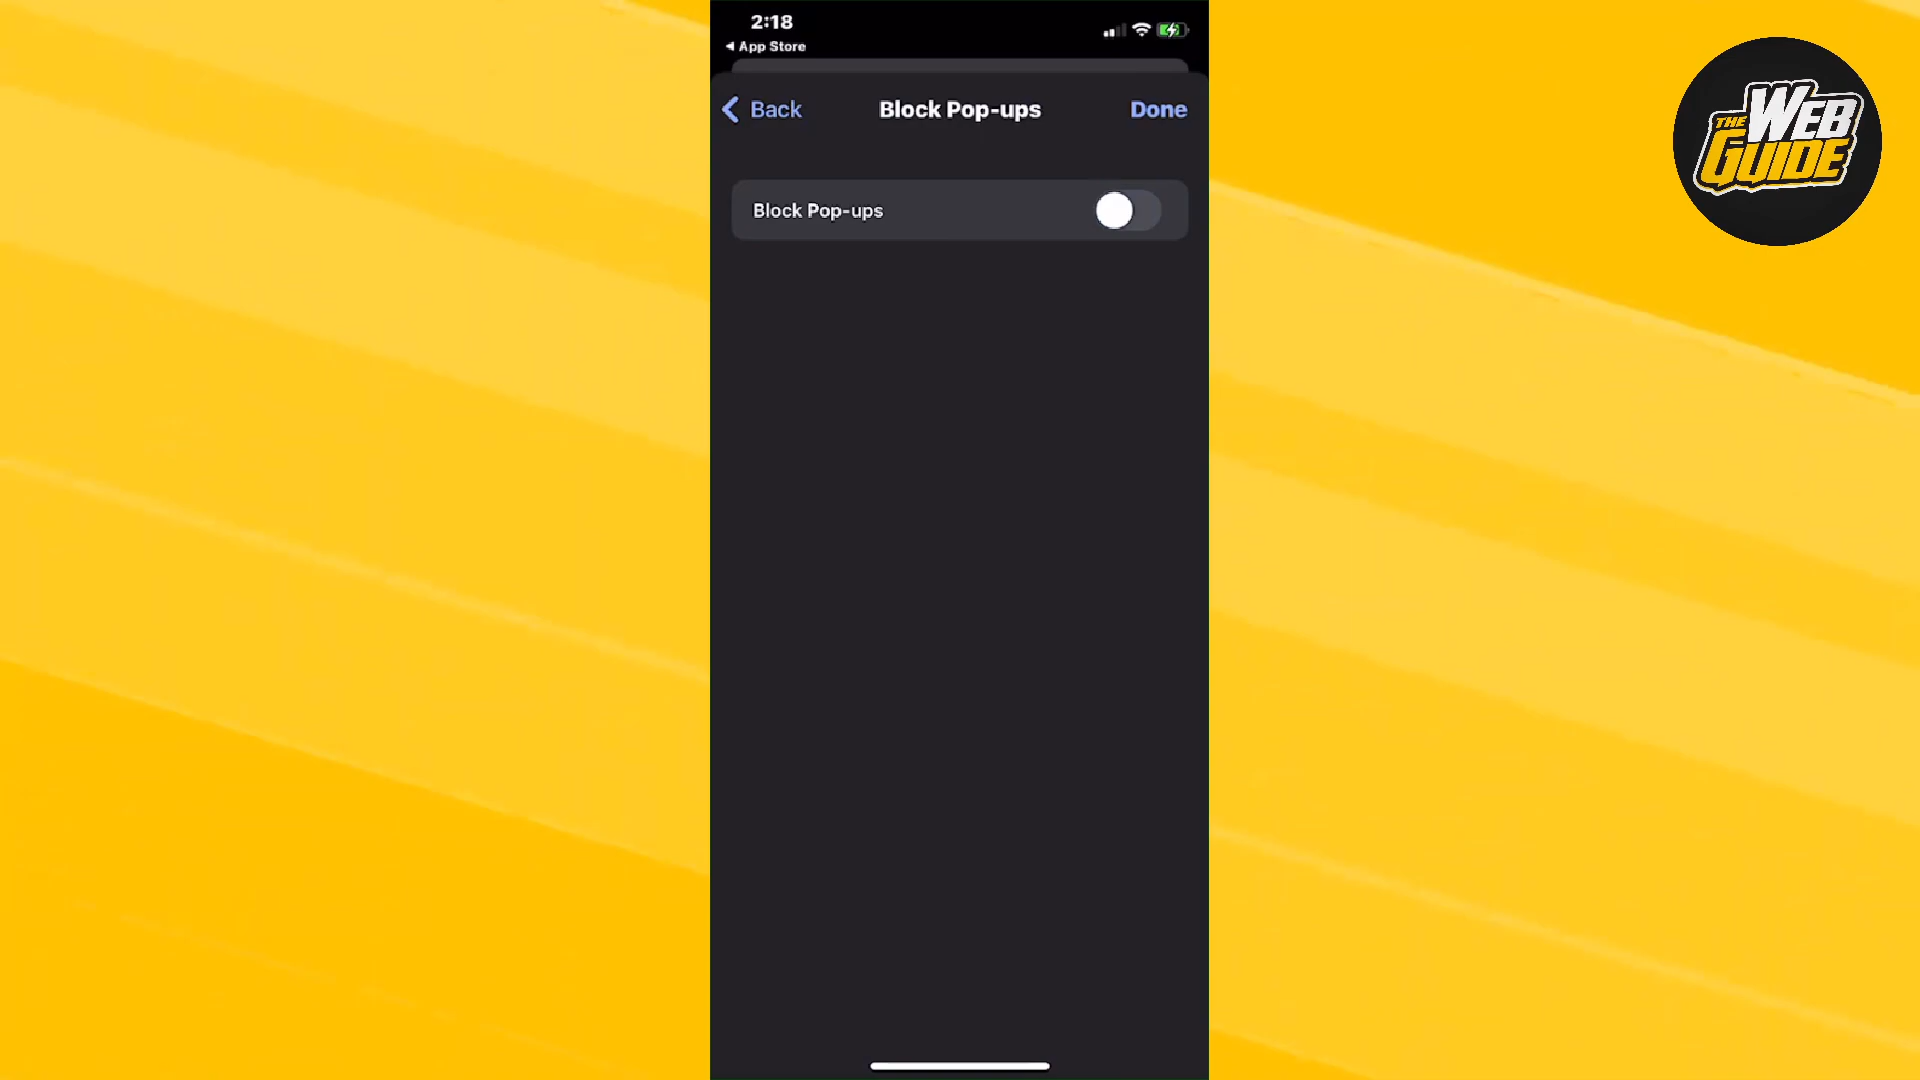 2:18
App Store
Back
Block Pop-ups
Done
Block Pop-ups
THE
WEB
GUIDE